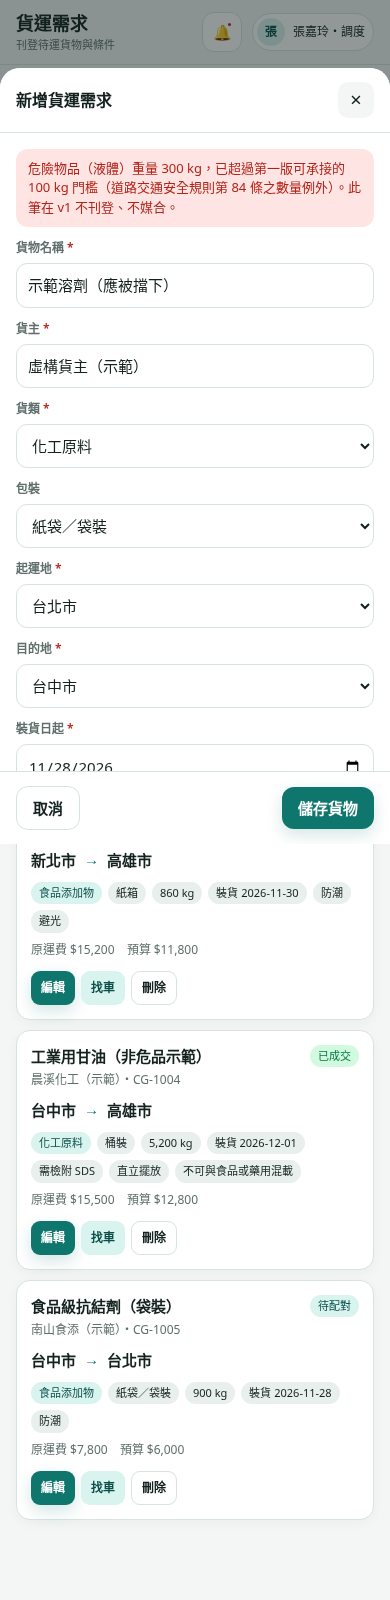 貨運需求
刊登待運貨物與條件
🔔
張
張嘉玲・調度
新增貨運需求
✕
危險物品（液體）重量 300 kg，已超過第一版可承接的
100 kg 門檻（道路交通安全規則第 84 條之數量例外）。此
筆在 v1 不刊登、不媒合。
貨物名稱 *
示範溶劑（應被擋下）
貨主 *
虛構貨主（示範）
貨類 *
化工原料
包裝
紙袋／袋裝
起運地 *
台北市
目的地 *
台中市
裝貨日起 *
11/28/2026
取消
儲存貨物
新北市 → 高雄市
食品添加物 紙箱 860 kg 裝貨 2026-11-30 防潮
避光
原運費 $15,200 預算 $11,800
編輯 找車 刪除
工業用甘油（非危品示範） 已成交
晨溪化工（示範）・CG-1004
台中市 → 高雄市
化工原料 桶裝 5,200 kg 裝貨 2026-12-01
需檢附 SDS 直立擺放 不可與食品或藥用混載
原運費 $15,500 預算 $12,800
編輯 找車 刪除
食品級抗結劑（袋裝） 待配對
南山食添（示範）・CG-1005
台中市 → 台北市
食品添加物 紙袋／袋裝 900 kg 裝貨 2026-11-28
防潮
原運費 $7,800 預算 $6,000
編輯 找車 刪除